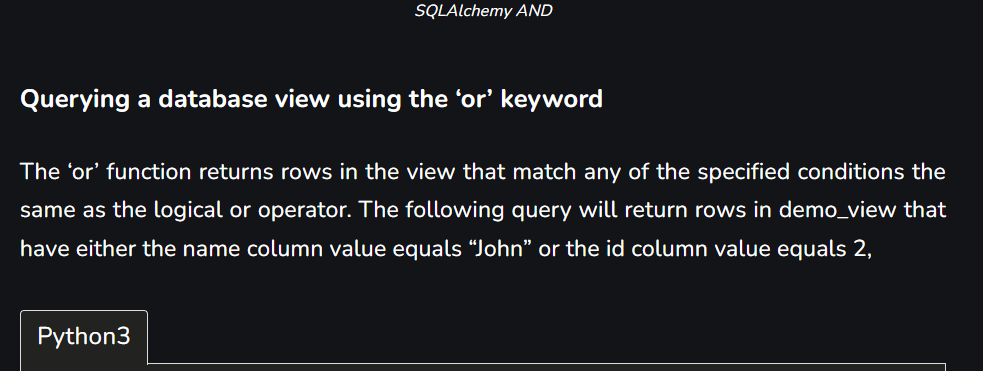 SQLAlchemy AND
Querying a database view using the ‘or’ keyword
The ‘or’ function returns rows in the view that match any of the specified conditions the
same as the logical or operator. The following query will return rows in demo_view that
have either the name column value equals “John” or the id column value equals 2,
Python3